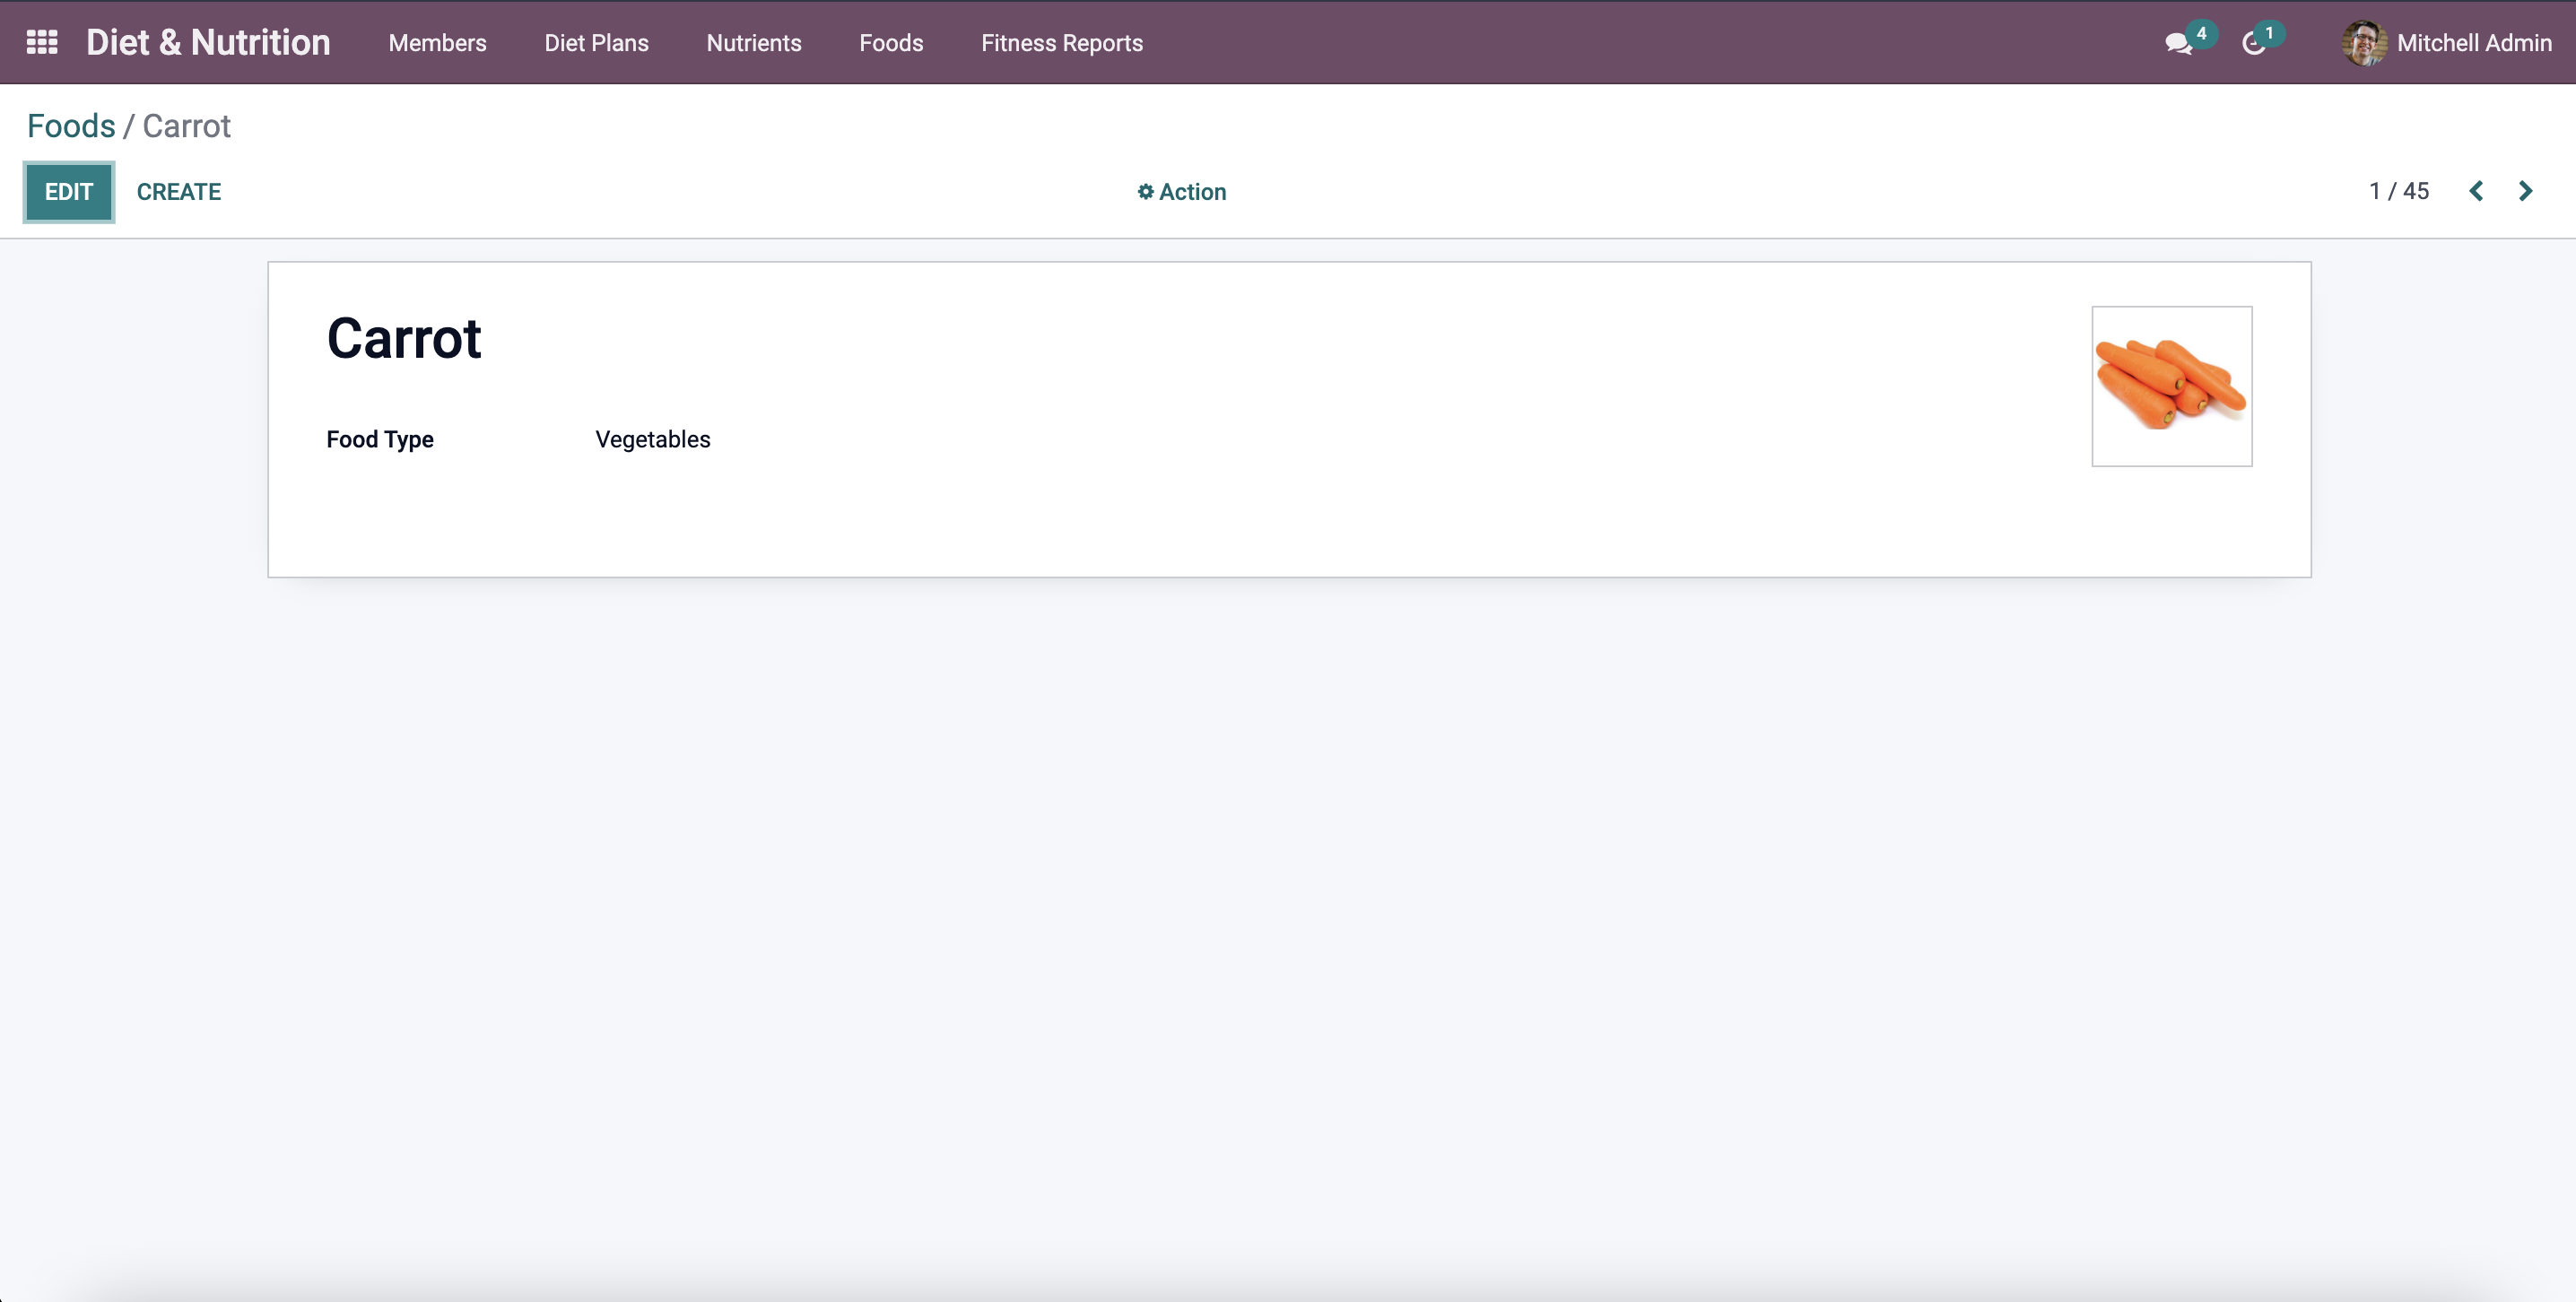 Diet & Nutrition Members Diet Plans Nutrients Foods Fitness Reports 4 1 Mitchell Admin
Foods / Carrot
EDIT CREATE Action 1 / 45
Carrot
Food Type Vegetables